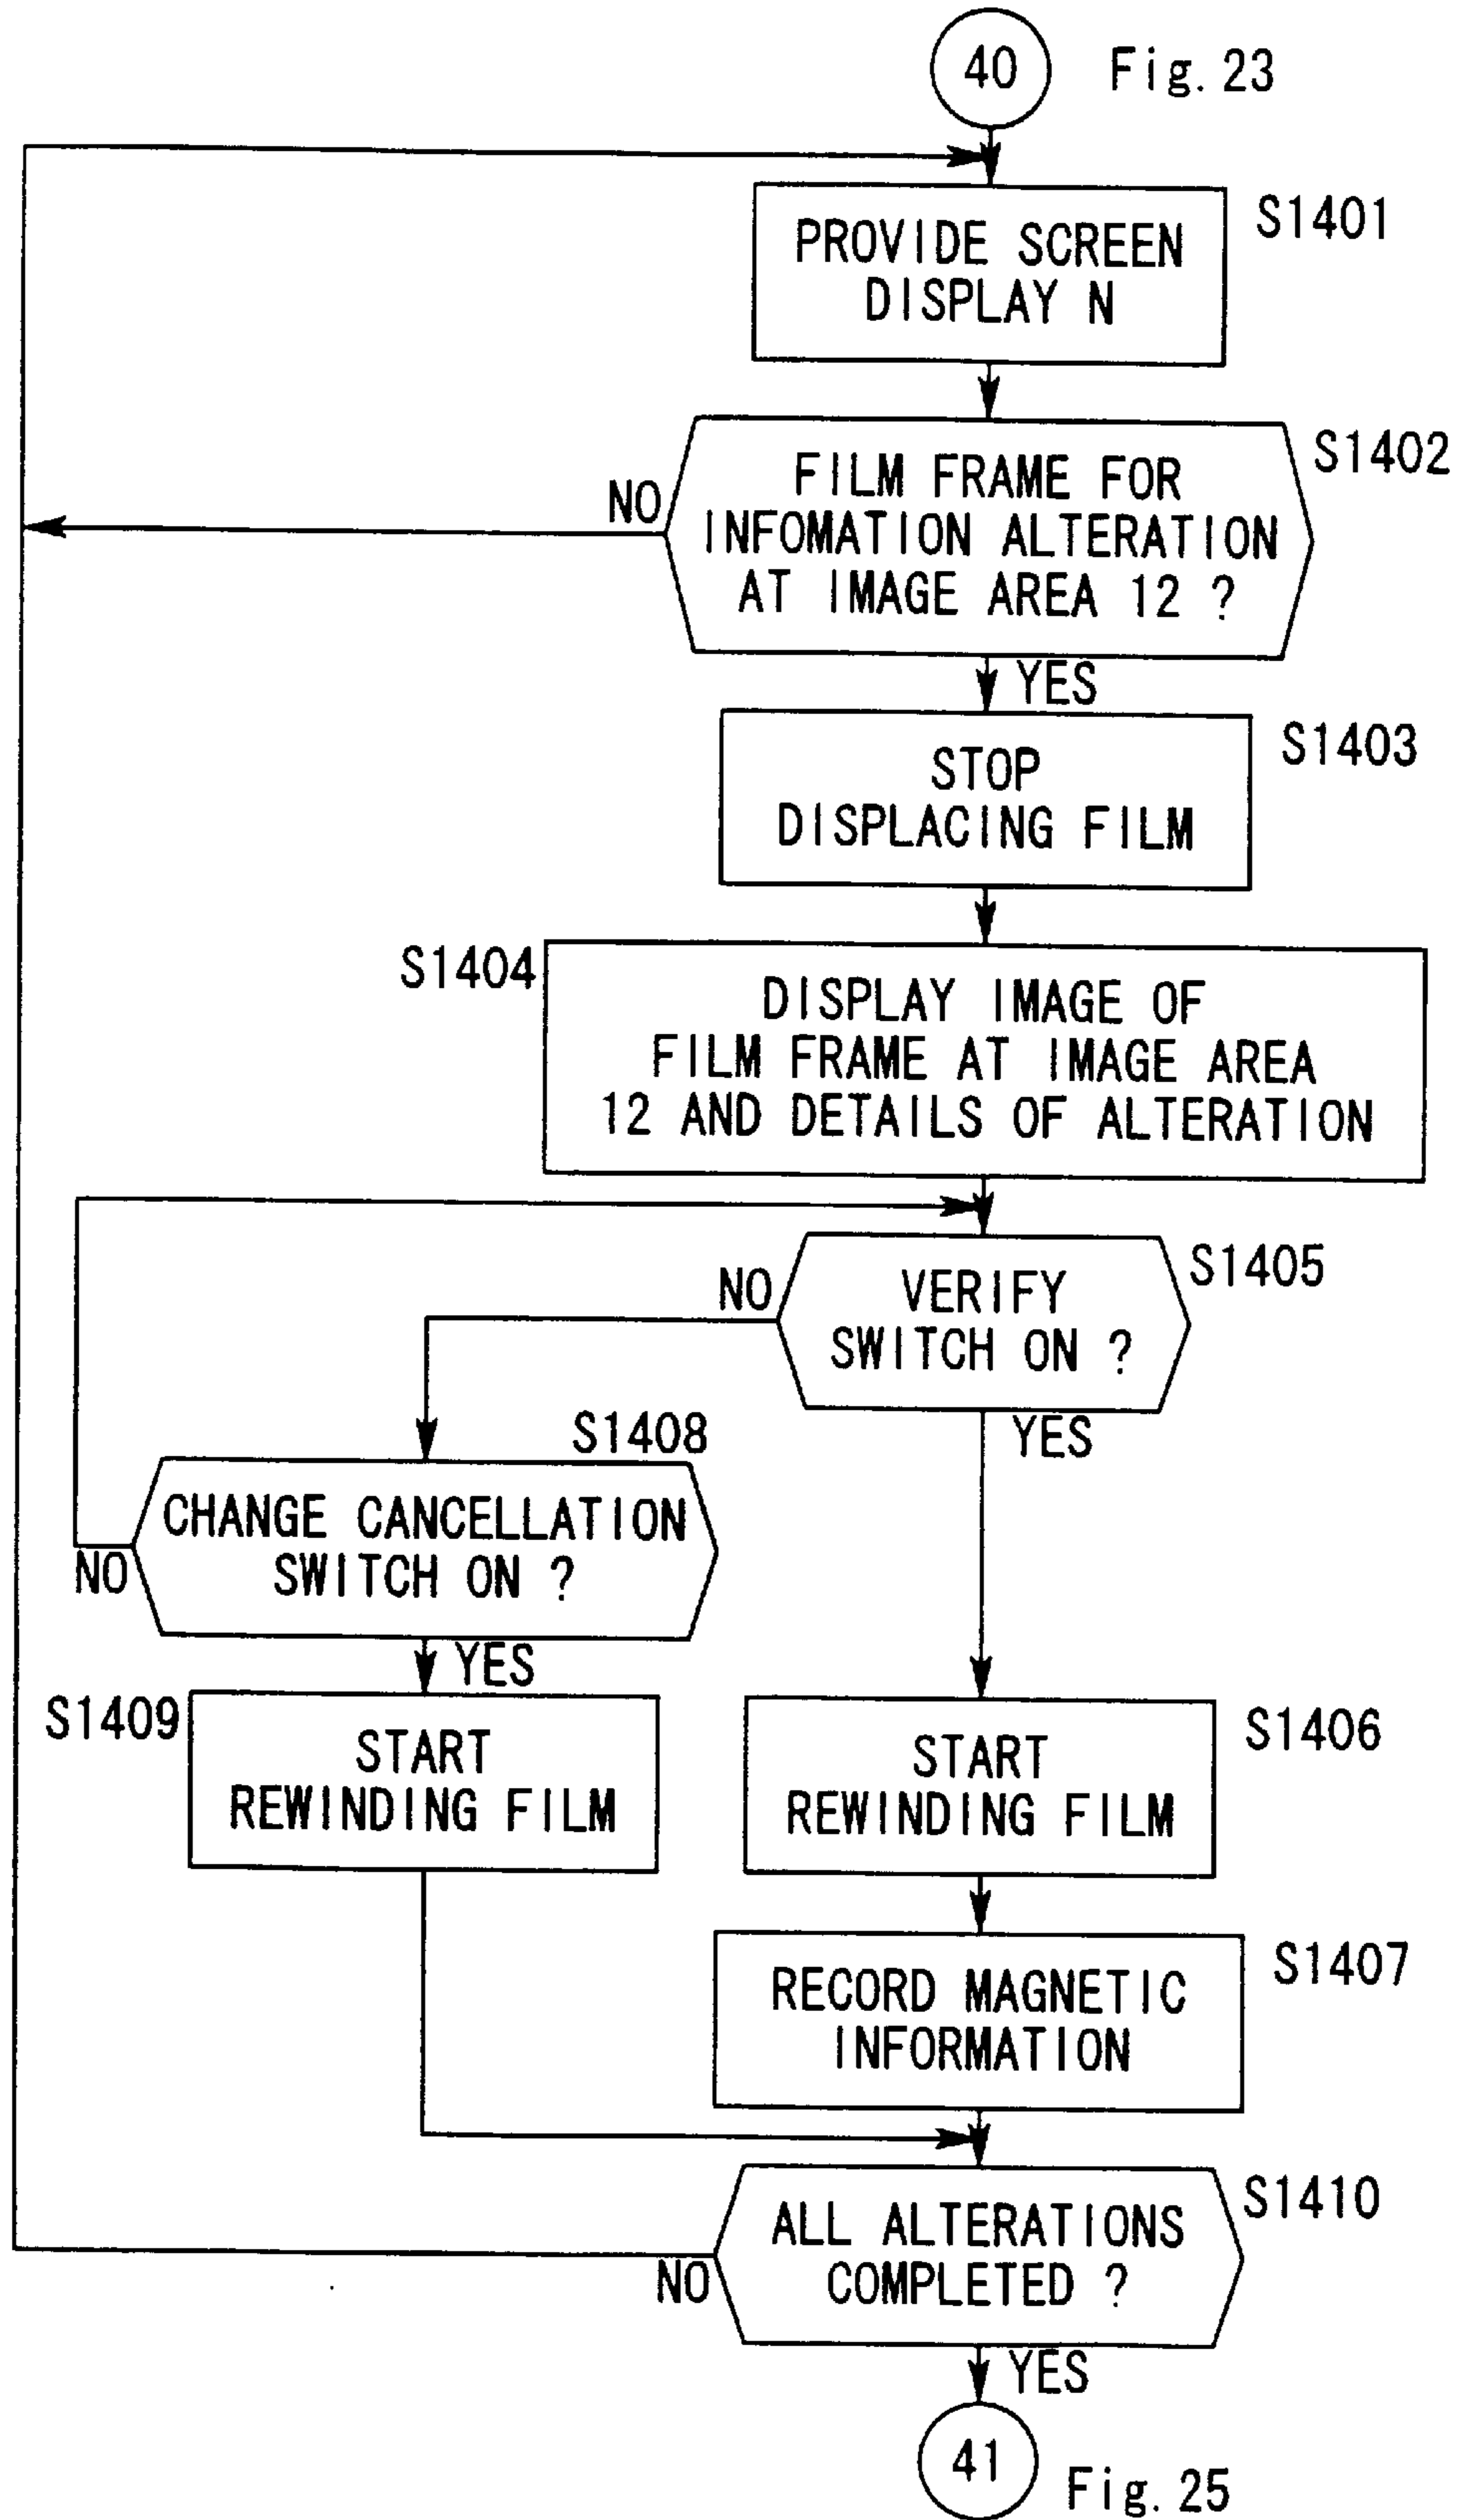 40 Fig. 23
S1401
PROVIDE SCREEN
DISPLAY N
S1402
FILM FRAME FOR
INFOMATION ALTERATION
AT IMAGE AREA 12 ?
NO
YES
S1403
STOP
DISPLACING FILM
S1404
DISPLAY IMAGE OF
FILM FRAME AT IMAGE AREA
12 AND DETAILS OF ALTERATION
S1405
VERIFY
SWITCH ON ?
NO
YES
S1408
CHANGE CANCELLATION
SWITCH ON ?
NO
YES
S1409
START
REWINDING FILM
S1406
START
REWINDING FILM
S1407
RECORD MAGNETIC
INFORMATION
S1410
ALL ALTERATIONS
COMPLETED ?
NO
YES
41 Fig. 25